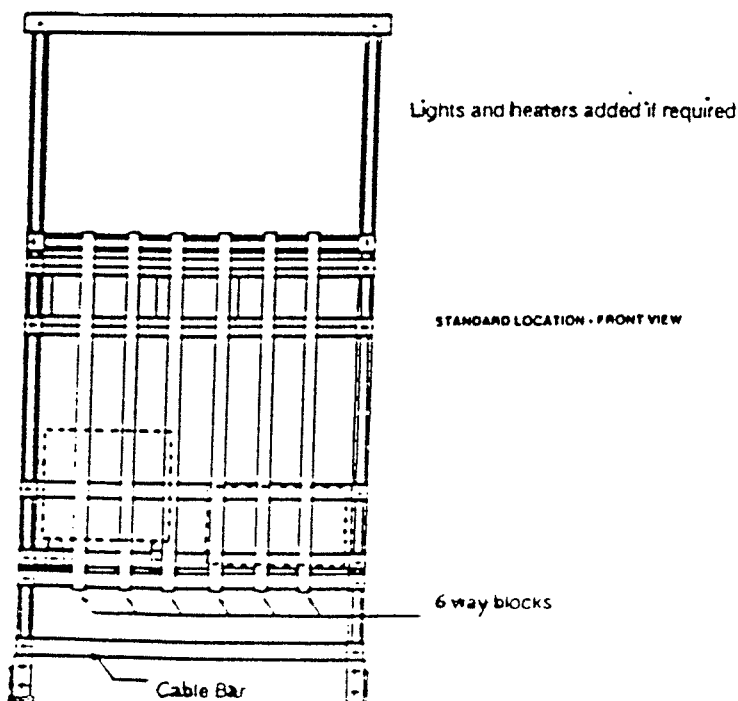 Lights and heaters added if required
STANDARD LOCATION - FRONT VIEW
6 way blocks
Cable Bar